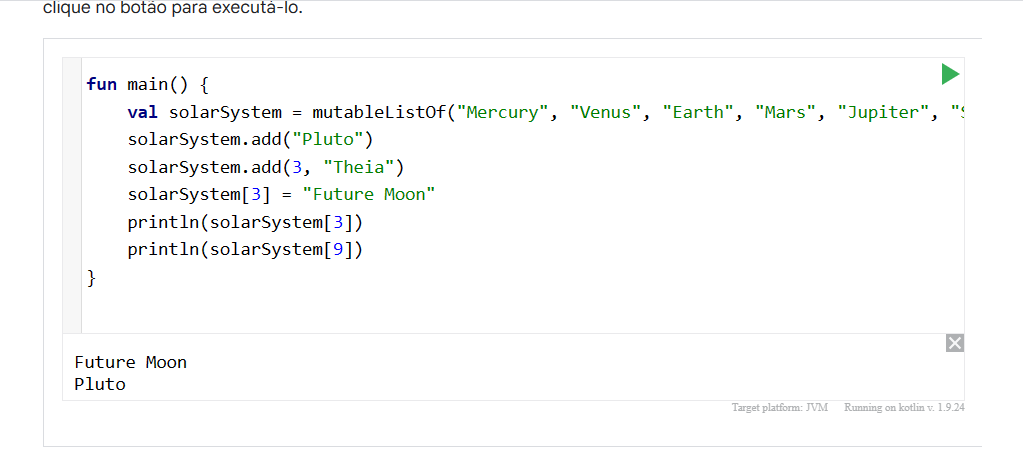 clique no botão para executá-lo.
fun main() {
val solarSystem = mutableListOf("Mercury", "Venus", "Earth", "Mars", "Jupiter", "S
solarSystem.add("Pluto")
solarSystem.add(3, "Theia")
solarSystem[3] = "Future Moon"
println(solarSystem[3])
println(solarSystem[9])
}
Future Moon
Pluto
Target platform: JVM Running on kotlin v. 1.9.24